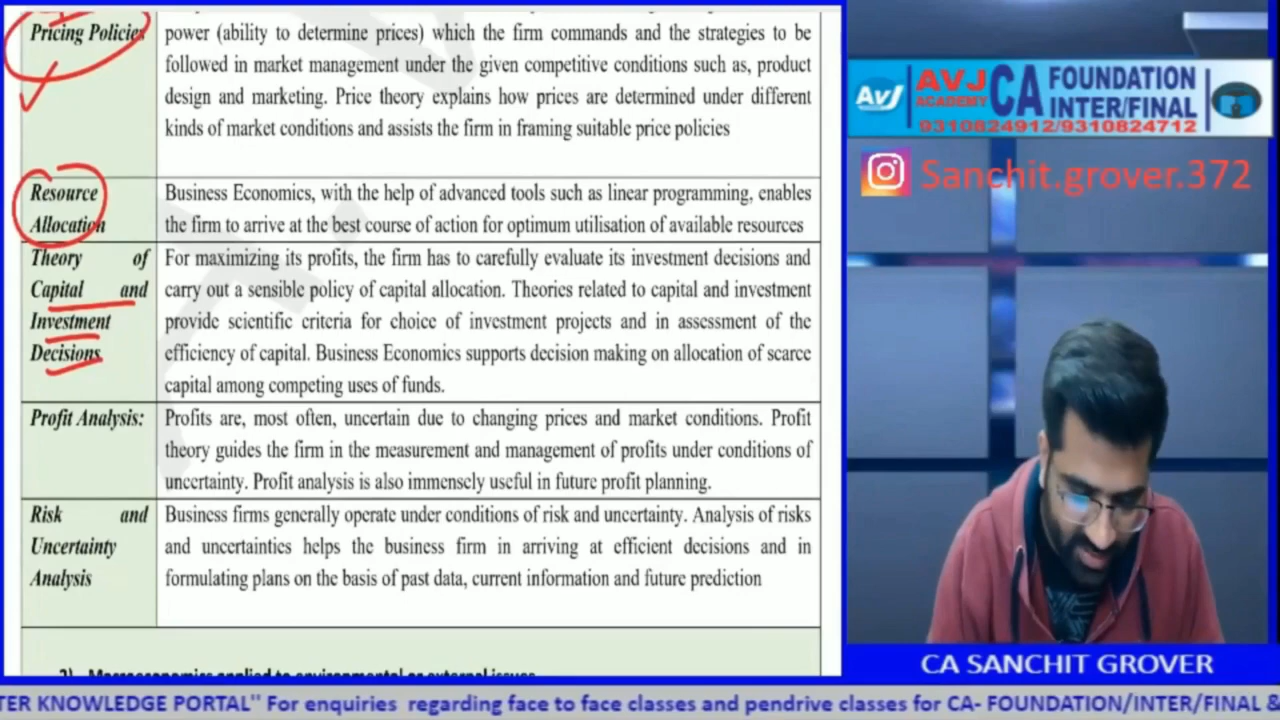 Pricing Policies
power (ability to determine prices) which the firm commands and the strategies to be
followed in market management under the given competitive conditions such as, product
design and marketing. Price theory explains how prices are determined under different
kinds of market conditions and assists the firm in framing suitable price policies
Resource
Allocation
Business Economics, with the help of advanced tools such as linear programming, enables
the firm to arrive at the best course of action for optimum utilisation of available resources
Theory of
Capital and
Investment
Decisions
For maximizing its profits, the firm has to carefully evaluate its investment decisions and
carry out a sensible policy of capital allocation. Theories related to capital and investment
provide scientific criteria for choice of investment projects and in assessment of the
efficiency of capital. Business Economics supports decision making on allocation of scarce
capital among competing uses of funds.
Profit Analysis:
Profits are, most often, uncertain due to changing prices and market conditions. Profit
theory guides the firm in the measurement and management of profits under conditions of
uncertainty. Profit analysis is also immensely useful in future profit planning.
Risk and
Uncertainty
Analysis
Business firms generally operate under conditions of risk and uncertainty. Analysis of risks
and uncertainties helps the business firm in arriving at efficient decisions and in
formulating plans on the basis of past data, current information and future prediction
2) Macroeconomics applied to environmental or external issues
AVJ
AVJ
ACADEMY
CA
FOUNDATION
INTER/FINAL
9310824912/9310824712
Sanchit.grover.372
CA SANCHIT GROVER
TER KNOWLEDGE PORTAL" For enquiries regarding face to face classes and pendrive classes for CA- FOUNDATION/INTER/FINAL &